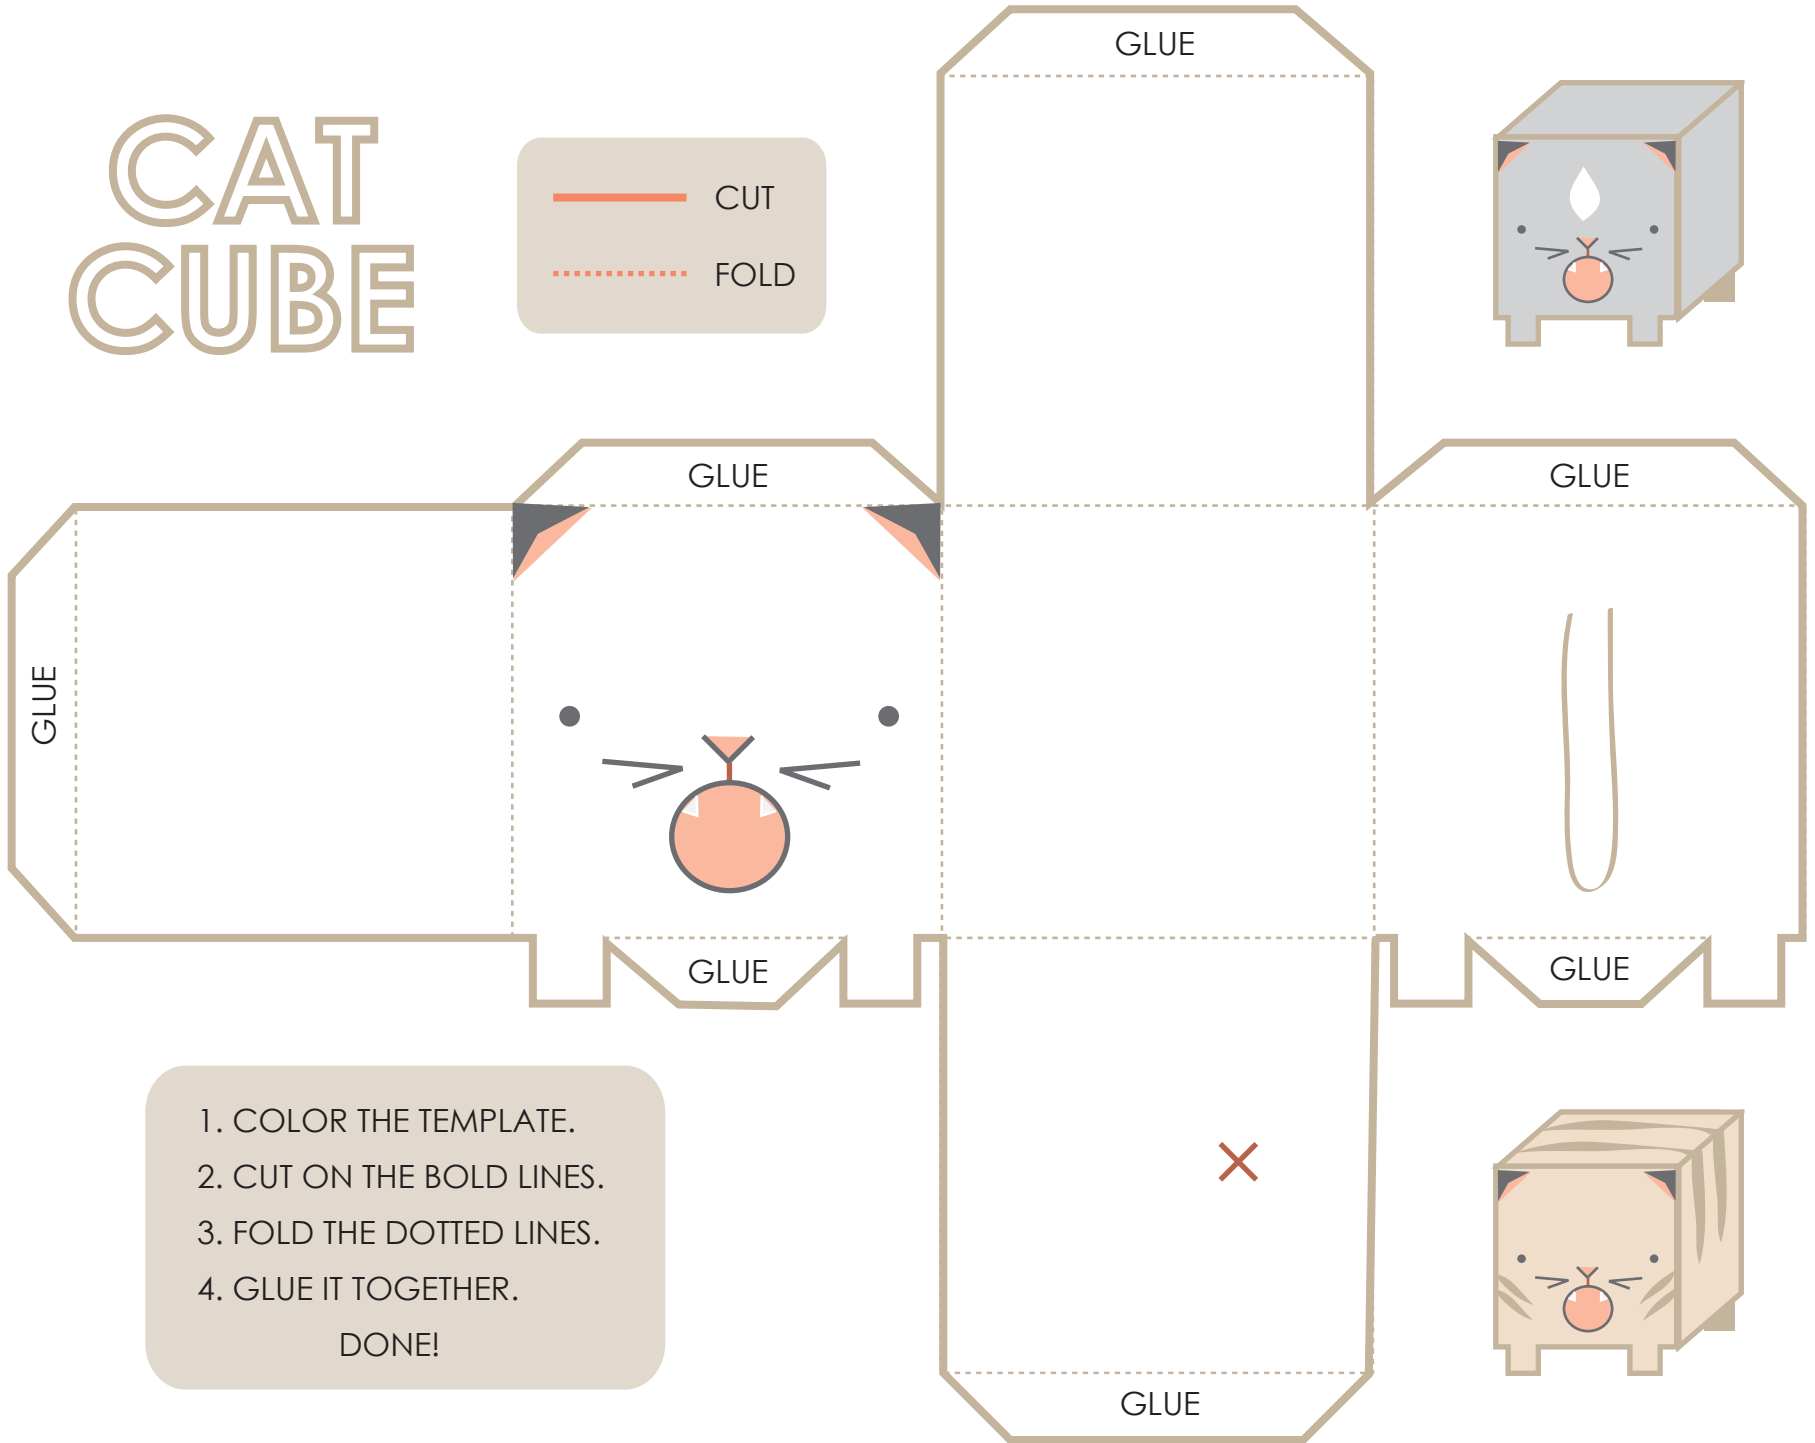 GLUE
CAT
CUBE
CUT
FOLD
GLUE
GLUE
GLUE
GLUE
GLUE
1. COLOR THE TEMPLATE.
2. CUT ON THE BOLD LINES.
3. FOLD THE DOTTED LINES.
4. GLUE IT TOGETHER.
DONE!
GLUE